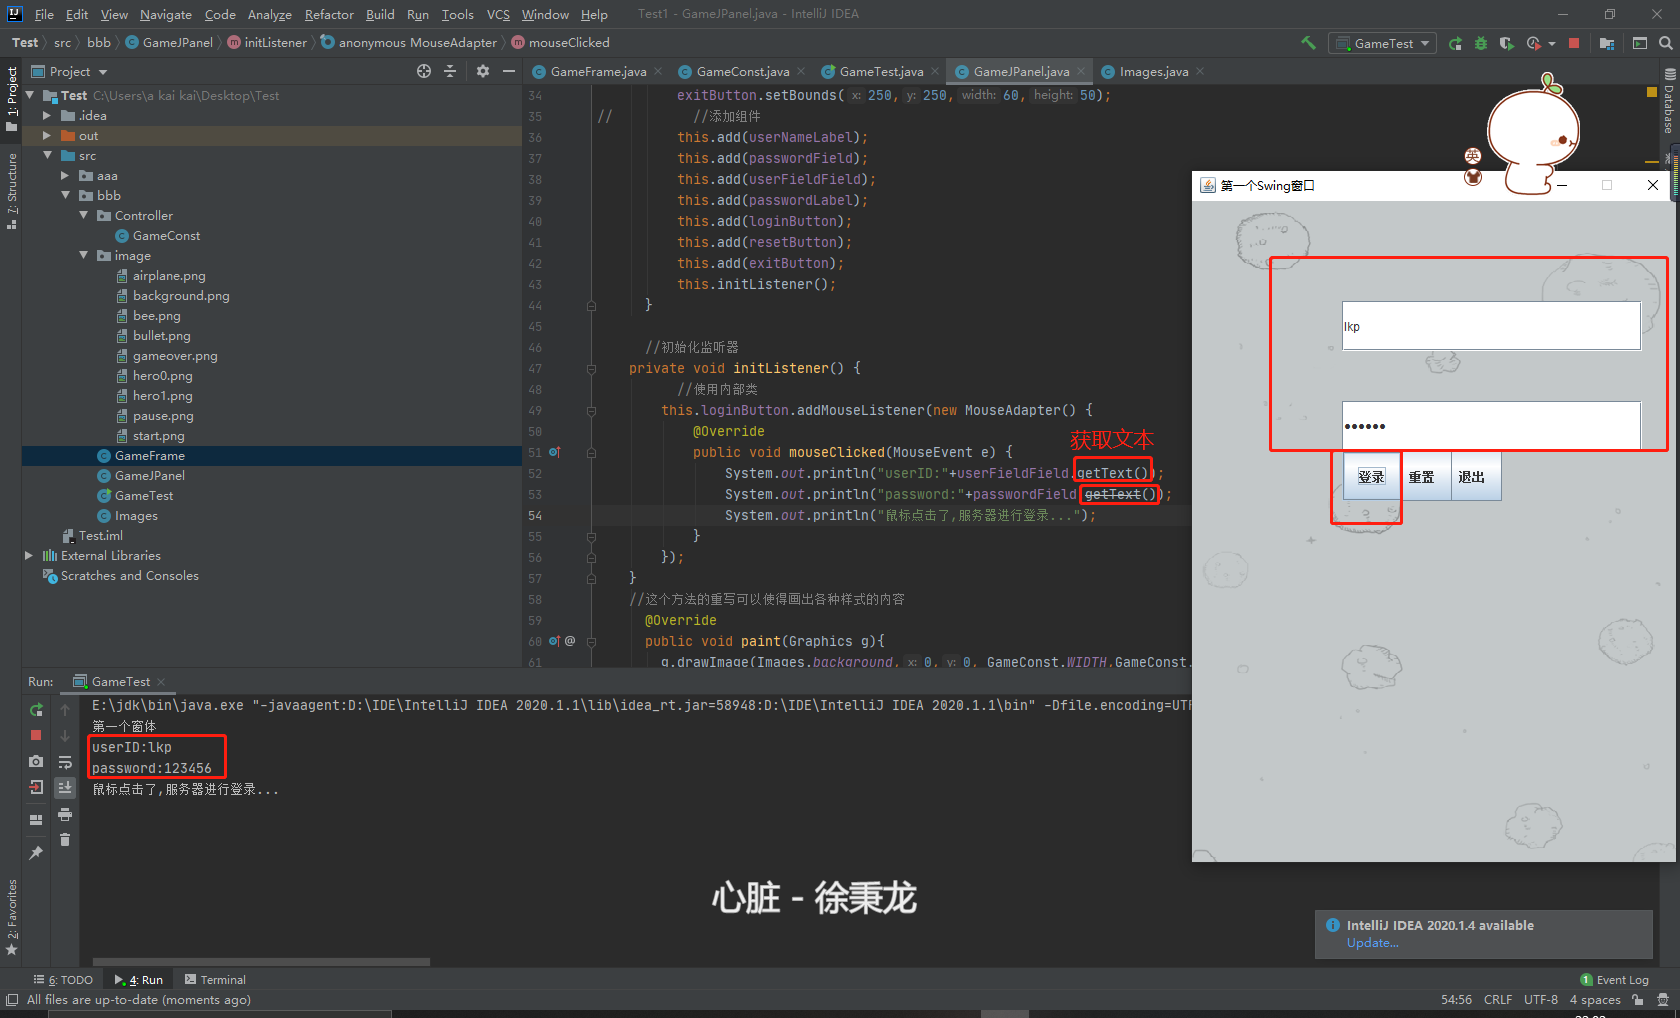 File Edit View Navigate Code Analyze Refactor Build Run Tools VCS Window Help Test1 - GameJPanel.java - IntelliJ IDEA
Test src bbb GameJPanel initListener anonymous MouseAdapter mouseClicked GameTest
1: Project
7: Structure
2: Favorites
Database
Project
Test C:\Users\a kai kai\Desktop\Test
.idea
out
src
aaa
bbb
Controller
GameConst
image
airplane.png
background.png
bee.png
bullet.png
gameover.png
hero0.png
hero1.png
pause.png
start.png
GameFrame
GameJPanel
GameTest
Images
Test.iml
External Libraries
Scratches and Consoles
GameFrame.java GameConst.java GameTest.java GameJPanel.java Images.java
34 exitButton.setBounds( x: 250, y: 250, width: 60, height: 50);
35 // //添加组件
36 this.add(userNameLabel);
37 this.add(passwordField);
38 this.add(userFieldField);
39 this.add(passwordLabel);
40 this.add(loginButton);
41 this.add(resetButton);
42 this.add(exitButton);
43 this.initListener();
44 }
45
46 //初始化监听器
47 private void initListener() {
48 //使用内部类
49 this.loginButton.addMouseListener(new MouseAdapter() {
50 @Override
获取文本
51 public void mouseClicked(MouseEvent e) {
52 System.out.println("userID:"+userFieldField.getText());
53 System.out.println("password:"+passwordField.getText());
54 System.out.println("鼠标点击了,服务器进行登录...");
55 }
56 });
57 }
58 //这个方法的重写可以使得画出各种样式的内容
59 @Override
60 @ public void paint(Graphics g){
61 g.drawImage(Images.background, x: 0, y: 0, GameConst.WIDTH,GameConst.
英
第一个Swing窗口
lkp
••••••
登录 重置 退出
Run: GameTest
E:\jdk\bin\java.exe "-javaagent:D:\IDE\IntelliJ IDEA 2020.1.1\lib\idea_rt.jar=58948:D:\IDE\IntelliJ IDEA 2020.1.1\bin" -Dfile.encoding=UTF
第一个窗体
userID:lkp
password:123456
鼠标点击了,服务器进行登录...
心脏 - 徐秉龙
IntelliJ IDEA 2020.1.4 available
Update...
6: TODO 4: Run Terminal 1 Event Log
All files are up-to-date (moments ago) 54:56 CRLF UTF-8 4 spaces